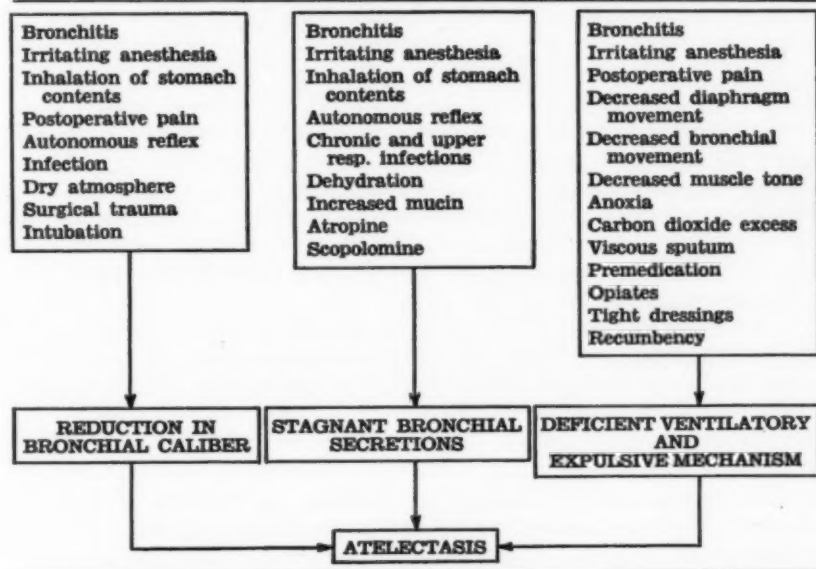 Bronchitis
Irritating anesthesia
Inhalation of stomach
contents
Postoperative pain
Autonomous reflex
Infection
Dry atmosphere
Surgical trauma
Intubation
Bronchitis
Irritating anesthesia
Inhalation of stomach
contents
Autonomous reflex
Chronic and upper
resp. infections
Dehydration
Increased mucin
Atropine
Scopolomine
Bronchitis
Irritating anesthesia
Postoperative pain
Decreased diaphragm
movement
Decreased bronchial
movement
Decreased muscle tone
Anoxia
Carbon dioxide excess
Viscous sputum
Premedication
Opiates
Tight dressings
Recumbency
REDUCTION IN
BRONCHIAL CALIBER
STAGNANT BRONCHIAL
SECRETIONS
DEFICIENT VENTILATORY
AND
EXPULSIVE MECHANISM
ATELECTASIS